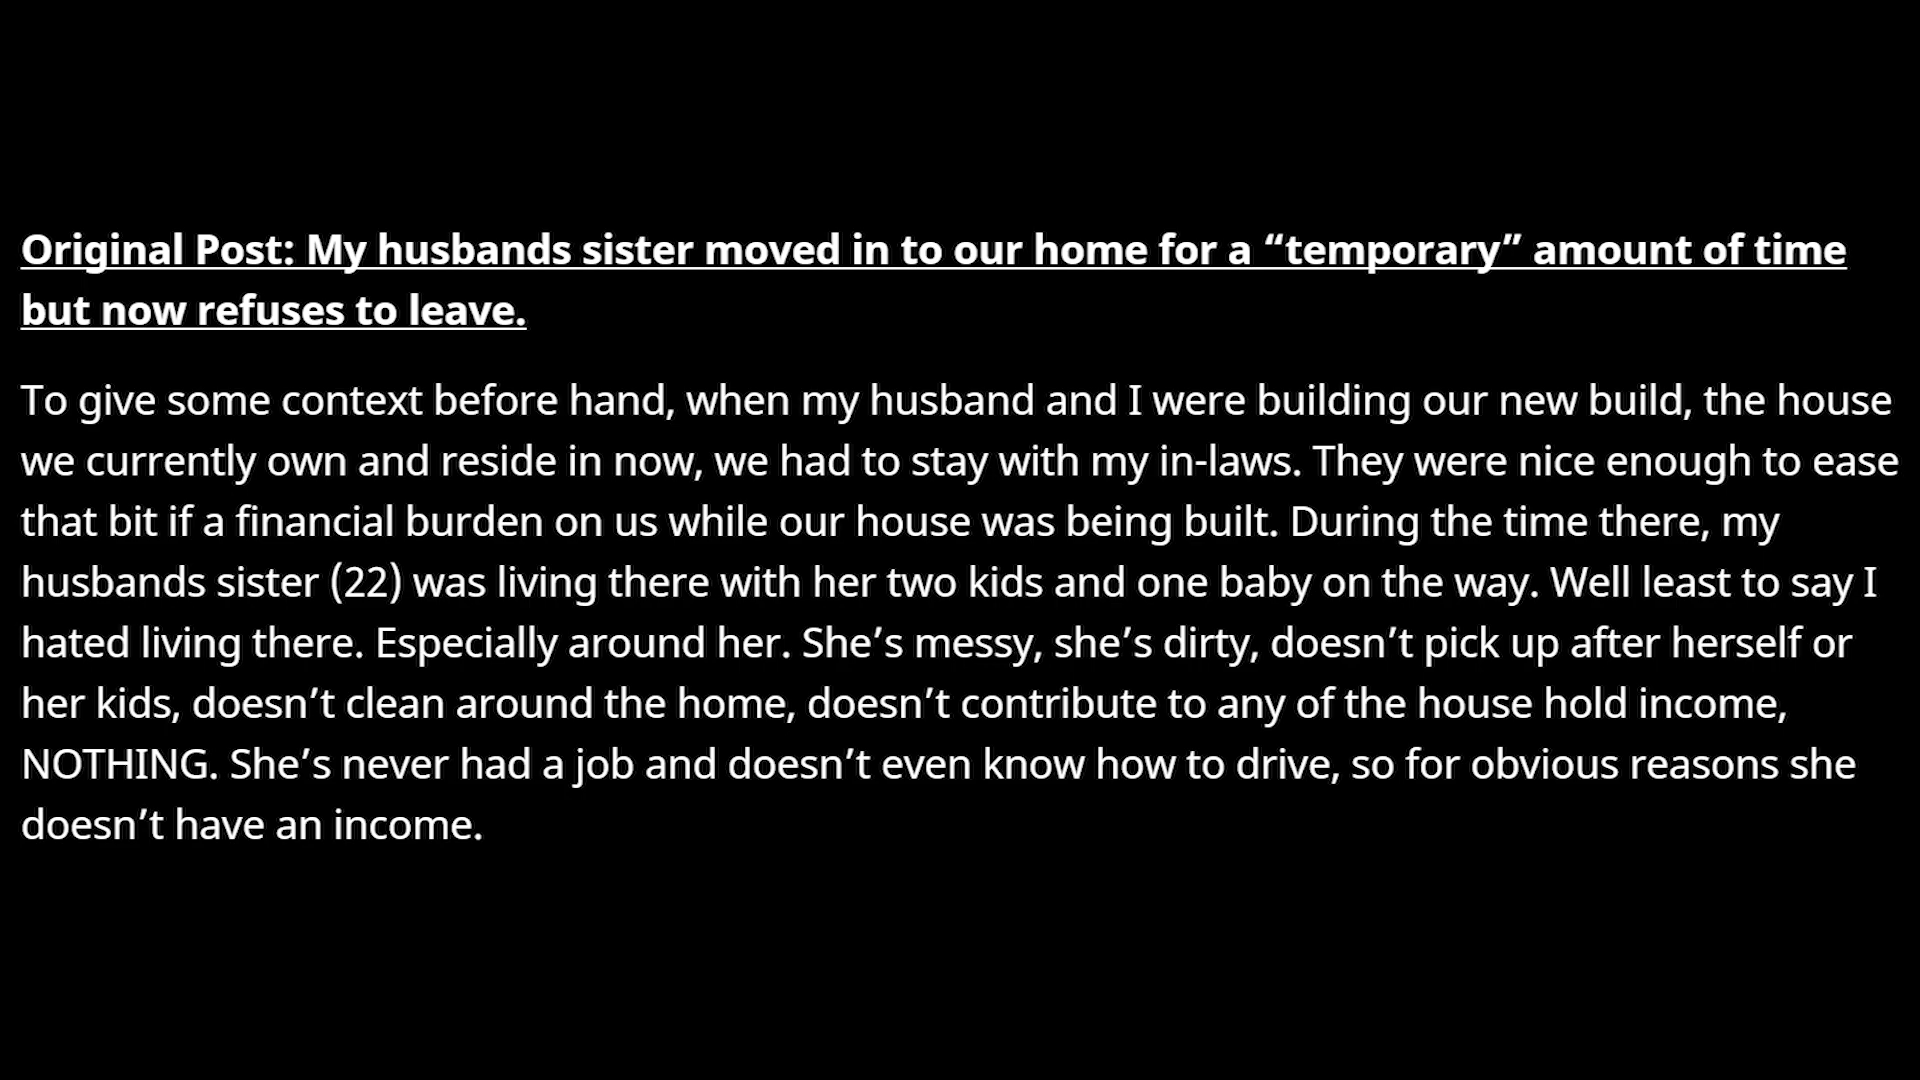 Original Post: My husbands sister moved in to our home for a “temporary” amount of time
but now refuses to leave.
To give some context before hand, when my husband and I were building our new build, the house
we currently own and reside in now, we had to stay with my in-laws. They were nice enough to ease
that bit if a financial burden on us while our house was being built. During the time there, my
husbands sister (22) was living there with her two kids and one baby on the way. Well least to say I
hated living there. Especially around her. She’s messy, she’s dirty, doesn’t pick up after herself or
her kids, doesn’t clean around the home, doesn’t contribute to any of the house hold income,
NOTHING. She’s never had a job and doesn’t even know how to drive, so for obvious reasons she
doesn’t have an income.